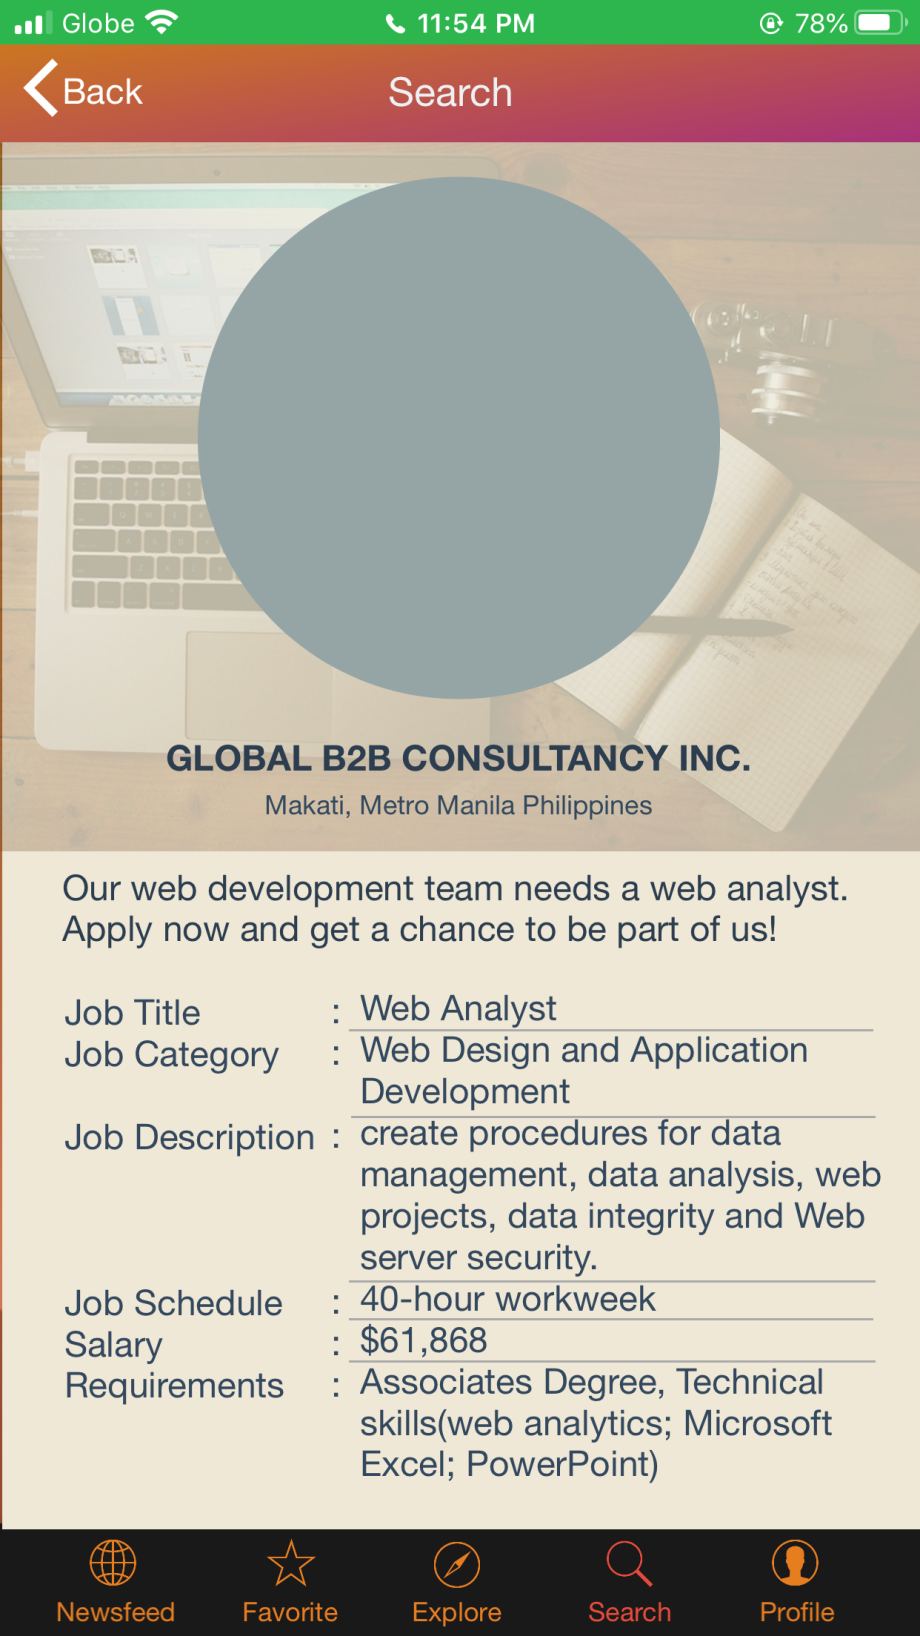 Globe 11:54 PM 78%
Back Search
GLOBAL B2B CONSULTANCY INC.
Makati, Metro Manila Philippines
Our web development team needs a web analyst.
Apply now and get a chance to be part of us!
Job Title : Web Analyst
Job Category : Web Design and Application
Development
Job Description : create procedures for data
management, data analysis, web
projects, data integrity and Web
server security.
Job Schedule : 40-hour workweek
Salary : $61,868
Requirements : Associates Degree, Technical
skills(web analytics; Microsoft
Excel; PowerPoint)
Newsfeed Favorite Explore Search Profile